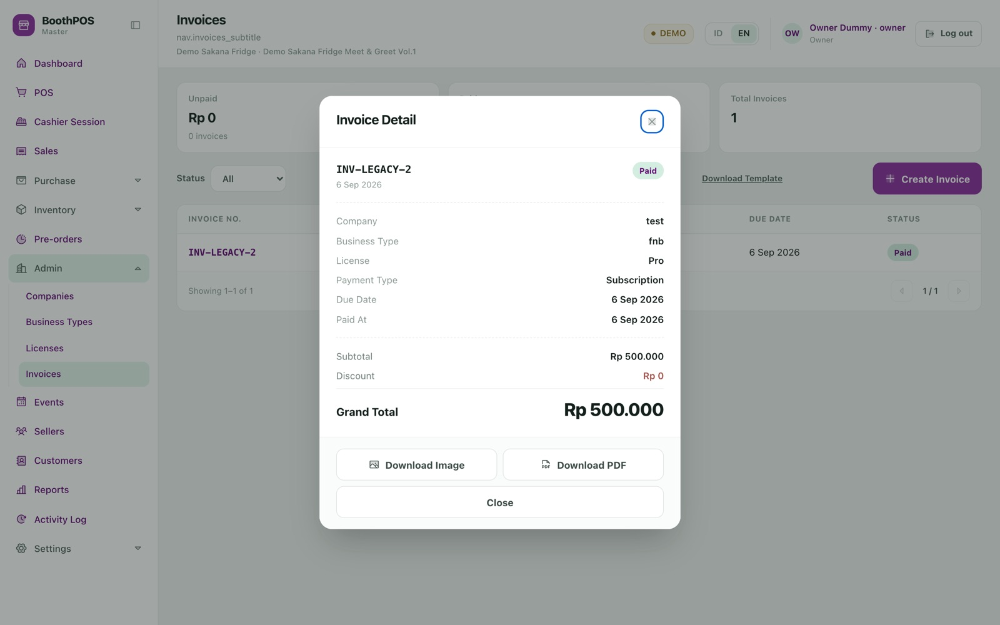 BoothPOS
Master
Dashboard
POS
Cashier Session
Sales
Purchase
Inventory
Pre-orders
Admin
Companies
Business Types
Licenses
Invoices
Events
Sellers
Customers
Reports
Activity Log
Settings
Invoices
nav.invoices_subtitle
Demo Sakana Fridge · Demo Sakana Fridge Meet & Greet Vol.1
DEMO
ID EN
OW
Owner Dummy · owner
Owner
Log out
Unpaid
Rp 0
0 invoices
Total Invoices
1
Status
All
Download Template
Create Invoice
INVOICE NO. DUE DATE STATUS
INV-LEGACY-2 6 Sep 2026 Paid
Showing 1–1 of 1
1 / 1
Invoice Detail
INV-LEGACY-2
Paid
6 Sep 2026
Company test
Business Type fnb
License Pro
Payment Type Subscription
Due Date 6 Sep 2026
Paid At 6 Sep 2026
Subtotal Rp 500.000
Discount Rp 0
Grand Total Rp 500.000
Download Image
PDF
Download PDF
Close